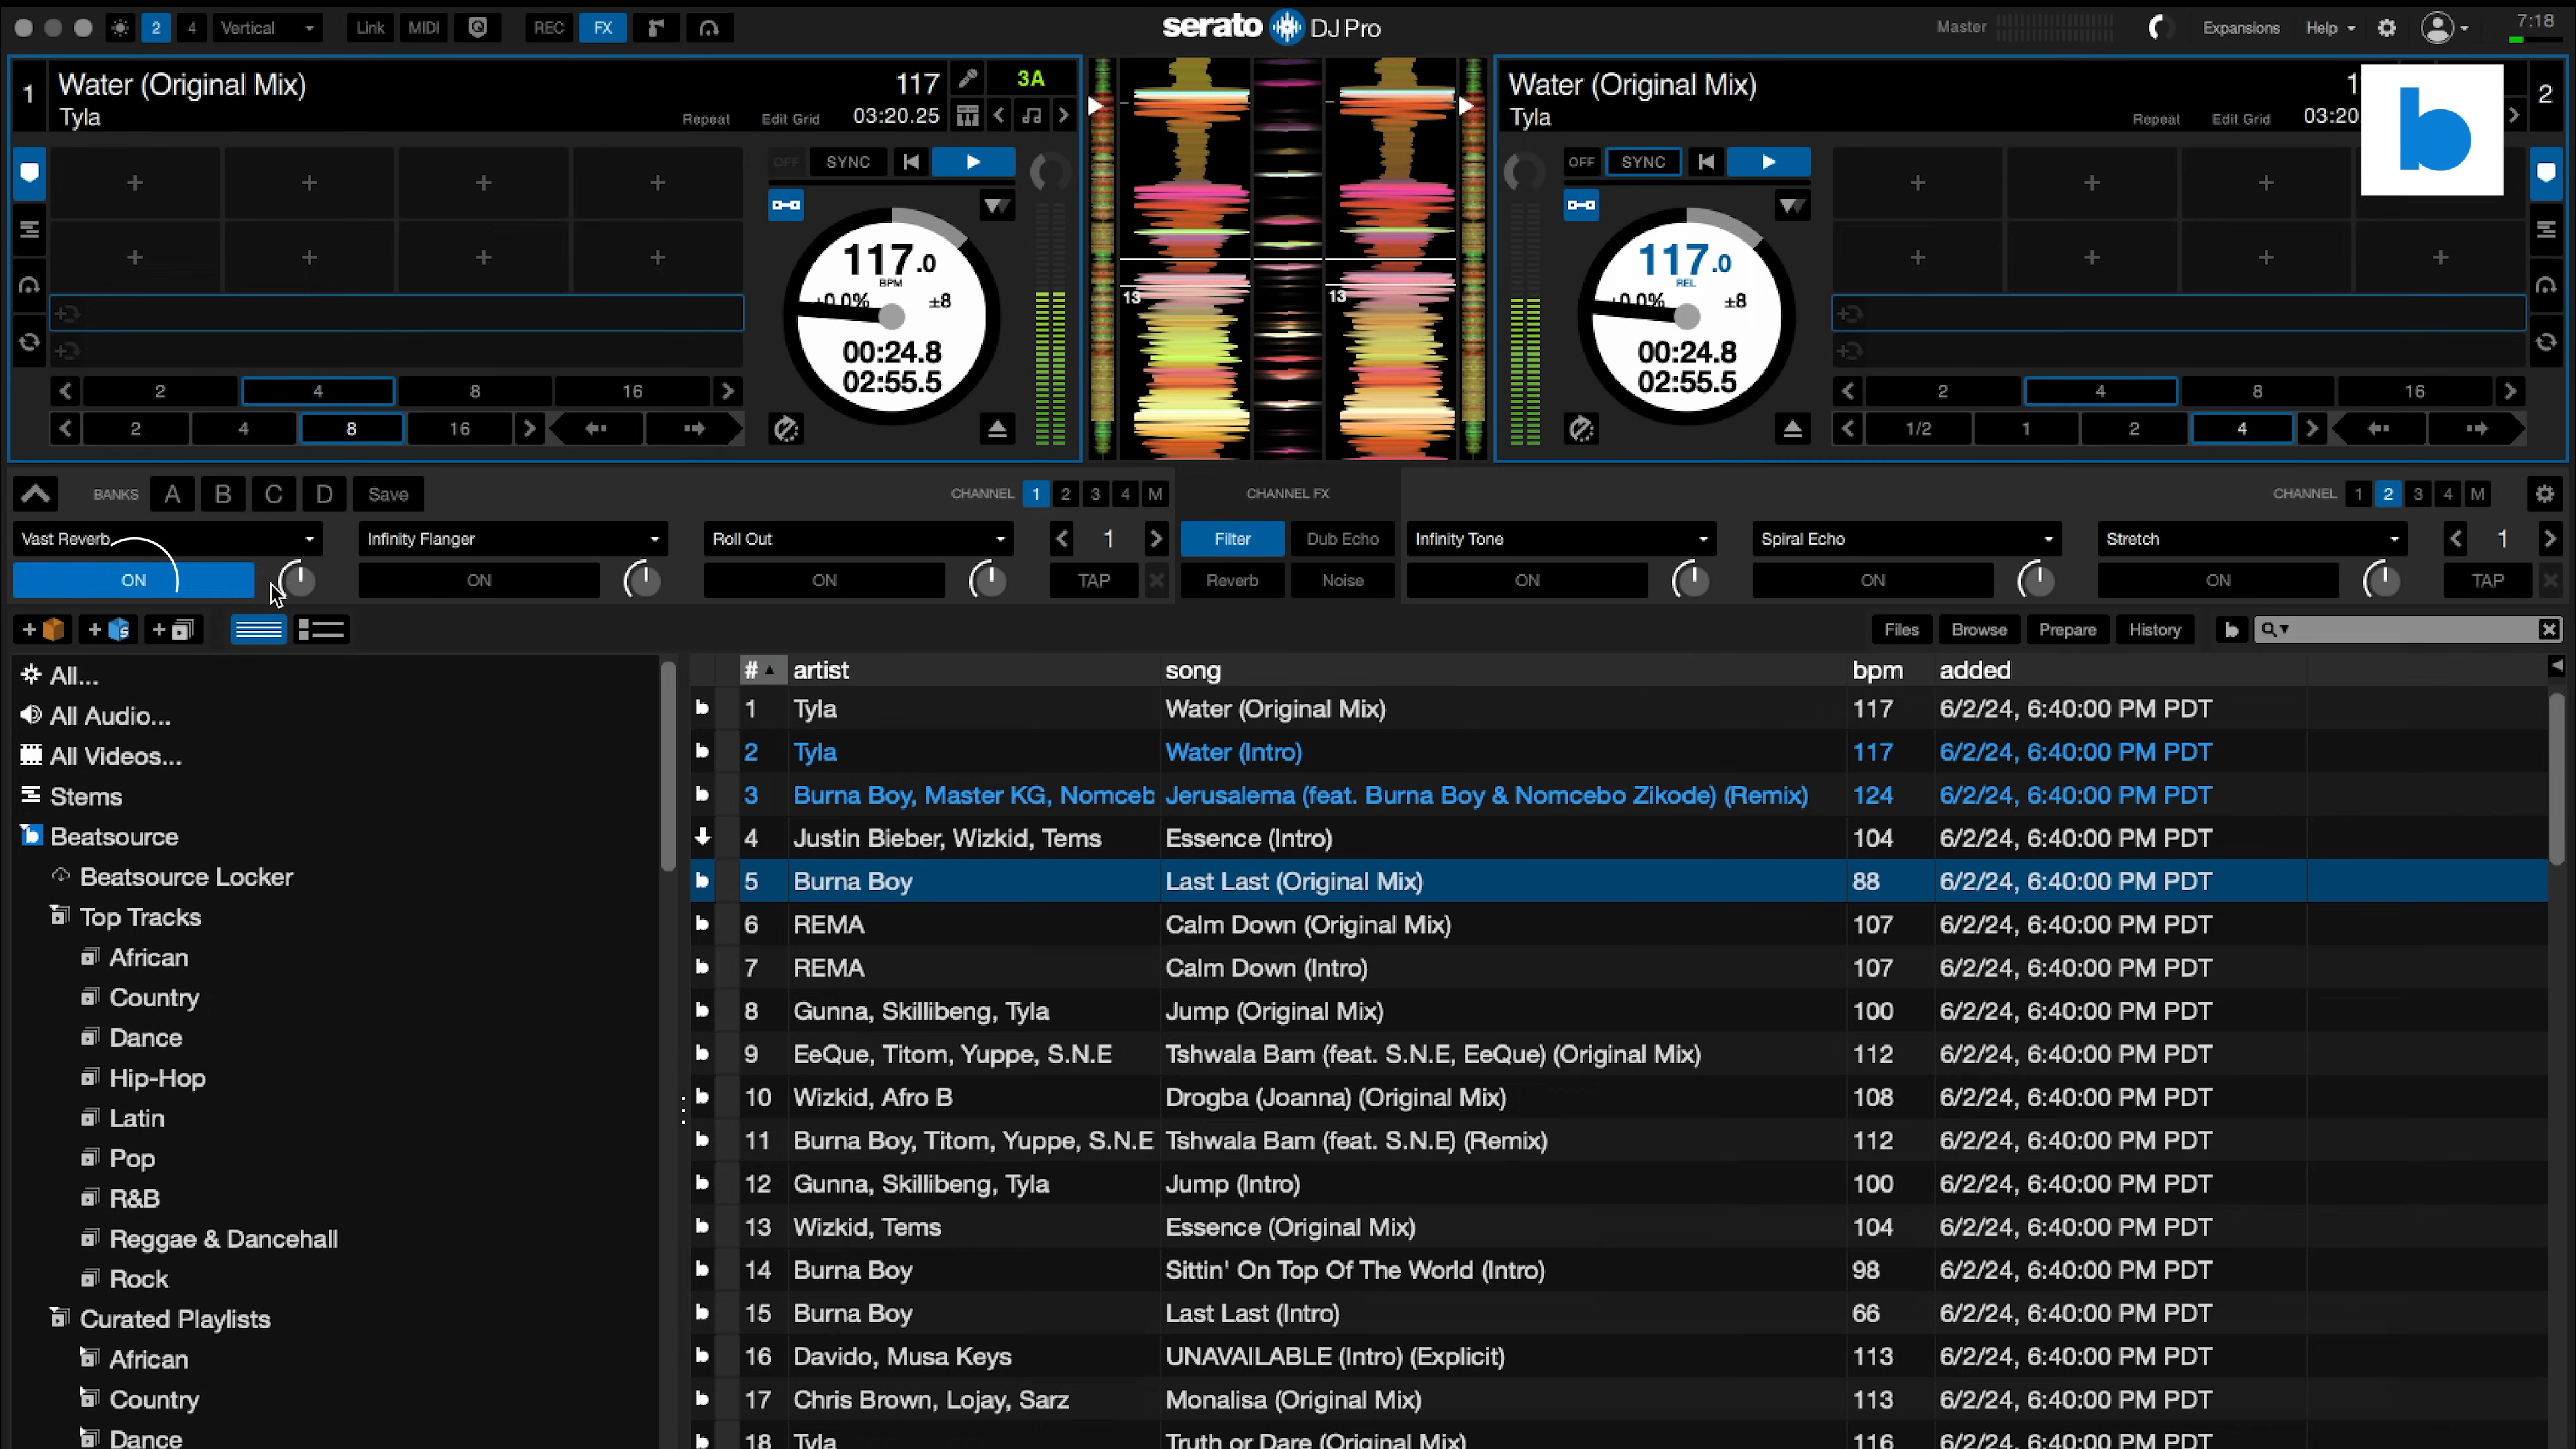 2 4 Vertical Link MIDI REC FX serato DJ Pro Master Expansions Help 7:18
1 Water (Original Mix) 117 3A
Tyla Repeat Edit Grid 03:20.25
OFF SYNC
117.0
BPM
±8
00:24.8
02:55.5
2 4 8 16
2 4 8 16
13 13
Water (Original Mix) 1 b 2
Tyla Repeat Edit Grid 03:20
OFF SYNC
117.0
REL
±8
00:24.8
02:55.5
2 4 8 16
1/2 1 2 4
BANKS A B C D Save CHANNEL 1 2 3 4 M CHANNEL FX CHANNEL 1 2 3 4 M
Vast Reverb Infinity Flanger Roll Out 1 Filter Dub Echo Infinity Tone Spiral Echo Stretch 1
ON ON ON TAP Reverb Noise ON ON ON TAP
Files Browse Prepare History
All...
All Audio...
All Videos...
Stems
Beatsource
Beatsource Locker
Top Tracks
African
Country
Dance
Hip-Hop
Latin
Pop
R&B
Reggae & Dancehall
Rock
Curated Playlists
African
Country
Dance
# artist song bpm added
1 Tyla Water (Original Mix) 117 6/2/24, 6:40:00 PM PDT
2 Tyla Water (Intro) 117 6/2/24, 6:40:00 PM PDT
3 Burna Boy, Master KG, Nomceb Jerusalema (feat. Burna Boy & Nomcebo Zikode) (Remix) 124 6/2/24, 6:40:00 PM PDT
4 Justin Bieber, Wizkid, Tems Essence (Intro) 104 6/2/24, 6:40:00 PM PDT
5 Burna Boy Last Last (Original Mix) 88 6/2/24, 6:40:00 PM PDT
6 REMA Calm Down (Original Mix) 107 6/2/24, 6:40:00 PM PDT
7 REMA Calm Down (Intro) 107 6/2/24, 6:40:00 PM PDT
8 Gunna, Skillibeng, Tyla Jump (Original Mix) 100 6/2/24, 6:40:00 PM PDT
9 EeQue, Titom, Yuppe, S.N.E Tshwala Bam (feat. S.N.E, EeQue) (Original Mix) 112 6/2/24, 6:40:00 PM PDT
10 Wizkid, Afro B Drogba (Joanna) (Original Mix) 108 6/2/24, 6:40:00 PM PDT
11 Burna Boy, Titom, Yuppe, S.N.E Tshwala Bam (feat. S.N.E) (Remix) 112 6/2/24, 6:40:00 PM PDT
12 Gunna, Skillibeng, Tyla Jump (Intro) 100 6/2/24, 6:40:00 PM PDT
13 Wizkid, Tems Essence (Original Mix) 104 6/2/24, 6:40:00 PM PDT
14 Burna Boy Sittin' On Top Of The World (Intro) 98 6/2/24, 6:40:00 PM PDT
15 Burna Boy Last Last (Intro) 66 6/2/24, 6:40:00 PM PDT
16 Davido, Musa Keys UNAVAILABLE (Intro) (Explicit) 113 6/2/24, 6:40:00 PM PDT
17 Chris Brown, Lojay, Sarz Monalisa (Original Mix) 113 6/2/24, 6:40:00 PM PDT
18 Tyla Truth or Dare (Original Mix) 116 6/2/24, 6:40:00 PM PDT